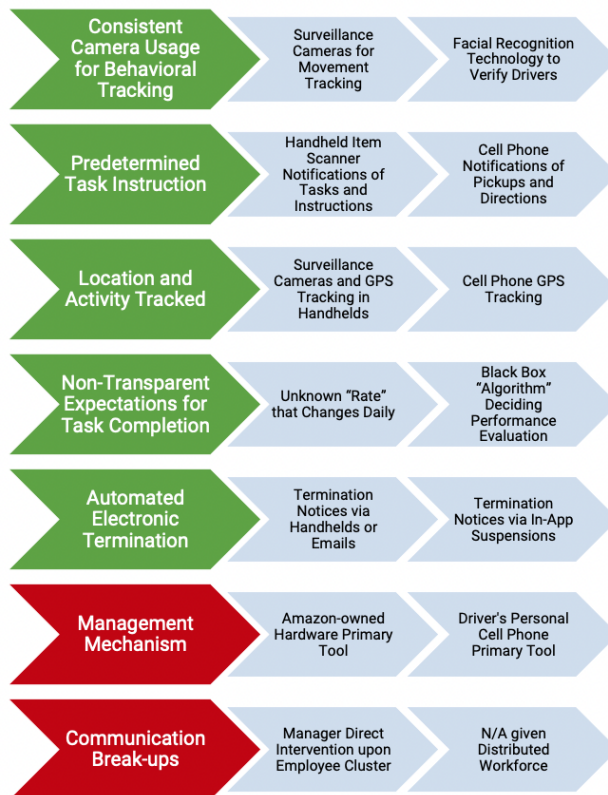 Consistent
Camera Usage
for Behavioral
Tracking
Surveillance
Cameras for
Movement
Tracking
Facial Recognition
Technology to
Verify Drivers
Predetermined
Task Instruction
Handheld Item
Scanner
Notifications of
Tasks and
Instructions
Cell Phone
Notifications of
Pickups and
Directions
Location and
Activity Tracked
Surveillance
Cameras and GPS
Tracking in
Handhelds
Cell Phone GPS
Tracking
Non-Transparent
Expectations for
Task Completion
Unknown “Rate”
that Changes Daily
Black Box
“Algorithm”
Deciding
Performance
Evaluation
Automated
Electronic
Termination
Termination
Notices via
Handhelds or
Emails
Termination
Notices via In-App
Suspensions
Management
Mechanism
Amazon-owned
Hardware Primary
Tool
Driver's Personal
Cell Phone
Primary Tool
Communication
Break-ups
Manager Direct
Intervention upon
Employee Cluster
N/A given
Distributed
Workforce